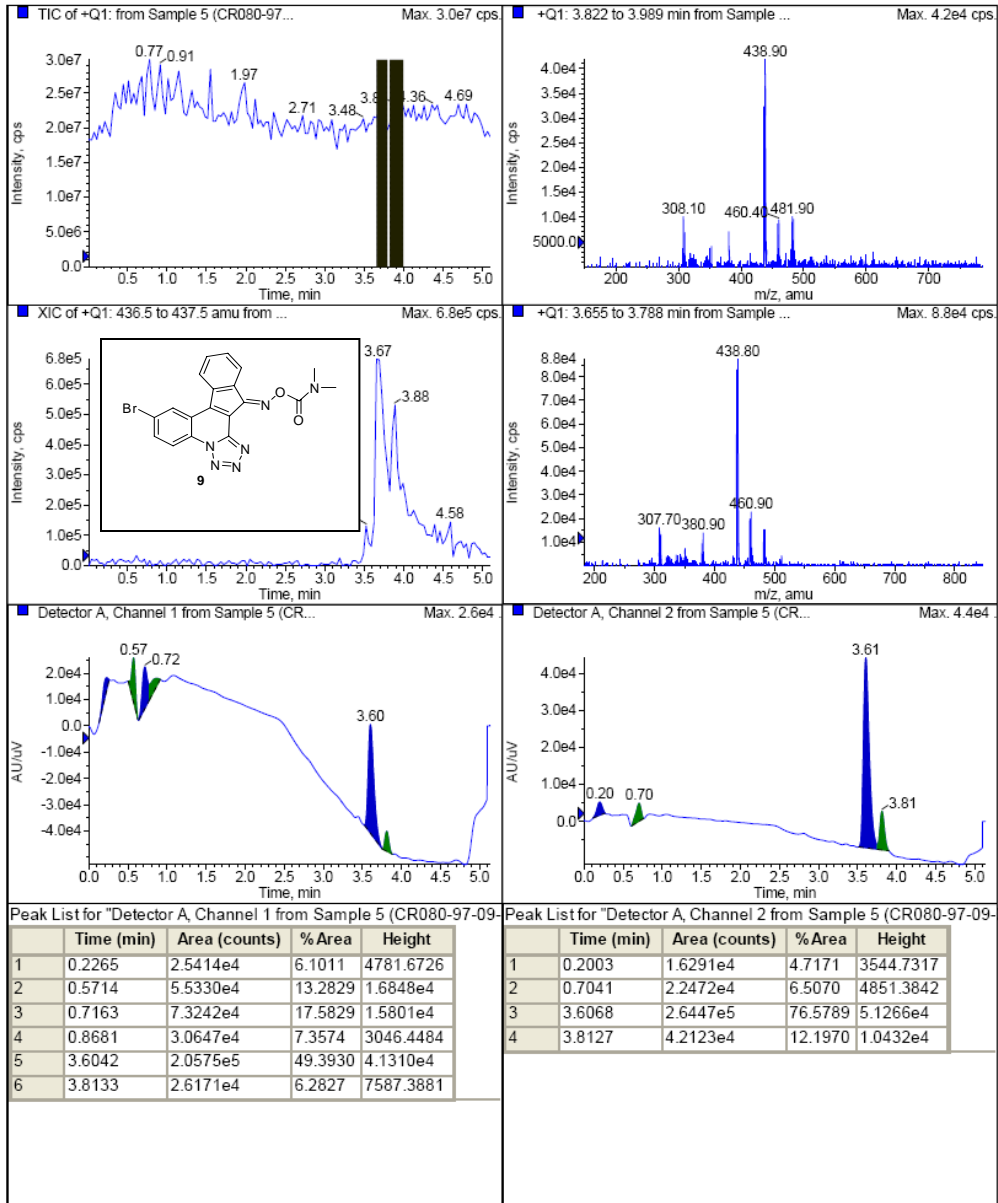 TIC of +Q1: from Sample 5 (CR080-97... Max. 3.0e7 cps.
3.0e7
2.5e7
2.0e7
1.5e7
1.0e7
5.0e6
0.0
Intensity, cps
0.77
0.91
1.97
2.71
3.48
4.69
0.5 1.0 1.5 2.0 2.5 3.0 3.5 4.0 4.5 5.0
Time, min
+Q1: 3.822 to 3.989 min from Sample ... Max. 4.2e4 cps.
4.0e4
3.5e4
3.0e4
2.5e4
2.0e4
1.5e4
1.0e4
5000.0
Intensity, cps
438.90
308.10
460.40
481.90
200 300 400 500 600 700
m/z, amu
XIC of +Q1: 436.5 to 437.5 amu from ... Max. 6.8e5 cps.
6.8e5
6.0e5
5.0e5
4.0e5
3.0e5
2.0e5
1.0e5
0.0
Intensity, cps
3.67
3.88
4.58
Br
N
O
N
O
N
N
N
N
9
0.5 1.0 1.5 2.0 2.5 3.0 3.5 4.0 4.5 5.0
Time, min
+Q1: 3.655 to 3.788 min from Sample ... Max. 8.8e4 cps.
8.8e4
8.0e4
7.0e4
6.0e4
5.0e4
4.0e4
3.0e4
2.0e4
1.0e4
Intensity, cps
438.80
307.70
380.90
460.90
200 300 400 500 600 700 800
m/z, amu
Detector A, Channel 1 from Sample 5 (CR... Max. 2.6e4 .
2.0e4
1.0e4
0.0
-1.0e4
-2.0e4
-3.0e4
-4.0e4
AU/uV
0.57
0.72
3.60
0.0 0.5 1.0 1.5 2.0 2.5 3.0 3.5 4.0 4.5 5.0
Time, min
Detector A, Channel 2 from Sample 5 (CR... Max. 4.4e4 .
4.0e4
3.0e4
2.0e4
1.0e4
0.0
AU/uV
0.20
0.70
3.61
3.81
0.0 0.5 1.0 1.5 2.0 2.5 3.0 3.5 4.0 4.5 5.0
Time, min
Peak List for "Detector A, Channel 1 from Sample 5 (CR080-97-09-
Time (min) Area (counts) % Area Height
1 0.2265 2.5414e4 6.1011 4781.6726
2 0.5714 5.5330e4 13.2829 1.6848e4
3 0.7163 7.3242e4 17.5829 1.5801e4
4 0.8681 3.0647e4 7.3574 3046.4484
5 3.6042 2.0575e5 49.3930 4.1310e4
6 3.8133 2.6171e4 6.2827 7587.3881
Peak List for "Detector A, Channel 2 from Sample 5 (CR080-97-09-
Time (min) Area (counts) % Area Height
1 0.2003 1.6291e4 4.7171 3544.7317
2 0.7041 2.2472e4 6.5070 4851.3842
3 3.6068 2.6447e5 76.5789 5.1266e4
4 3.8127 4.2123e4 12.1970 1.0432e4